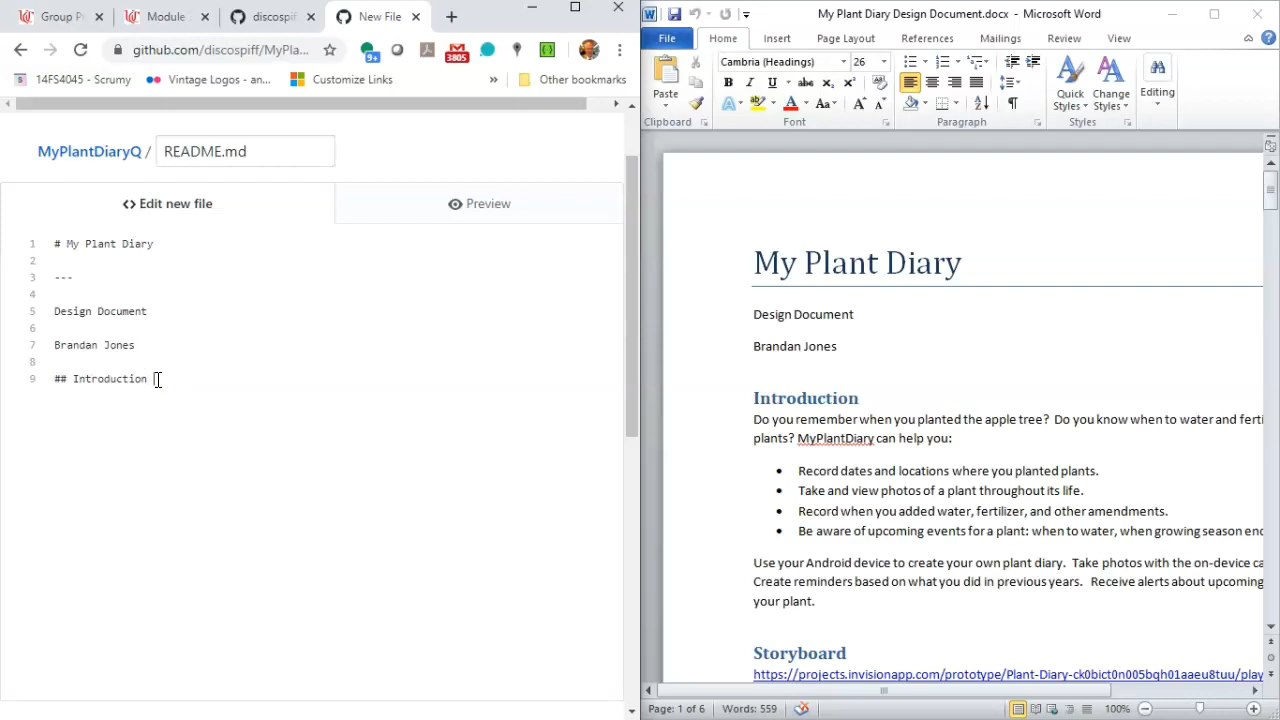 Group P
Module
discospif
New File
github.com/discospiff/MyPla
9+
3805
14FS4045 - Scrumy
Vintage Logos - an...
Customize Links
»
Other bookmarks
MyPlantDiaryQ / README.md
<> Edit new file
Preview
1 # My Plant Diary
2
3 ---
4
5 Design Document
6
7 Brandan Jones
8
9 ## Introduction
My Plant Diary Design Document.docx - Microsoft Word
File Home Insert Page Layout References Mailings Review View
Cambria (Headings) 26
Paste
B I U abc x₂ x²
A ab A Aa A A
Quick Styles
Change Styles
Editing
Clipboard Font Paragraph Styles
My Plant Diary
Design Document
Brandan Jones
Introduction
Do you remember when you planted the apple tree? Do you know when to water and ferti
plants? MyPlantDiary can help you:
• Record dates and locations where you planted plants.
• Take and view photos of a plant throughout its life.
• Record when you added water, fertilizer, and other amendments.
• Be aware of upcoming events for a plant: when to water, when growing season end
Use your Android device to create your own plant diary. Take photos with the on-device ca
Create reminders based on what you did in previous years. Receive alerts about upcoming
your plant.
Storyboard
https://projects.invisionapp.com/prototype/Plant-Diary-ck0bict0n005bqh01aaeu8tuu/play
Page: 1 of 6 Words: 559 100%